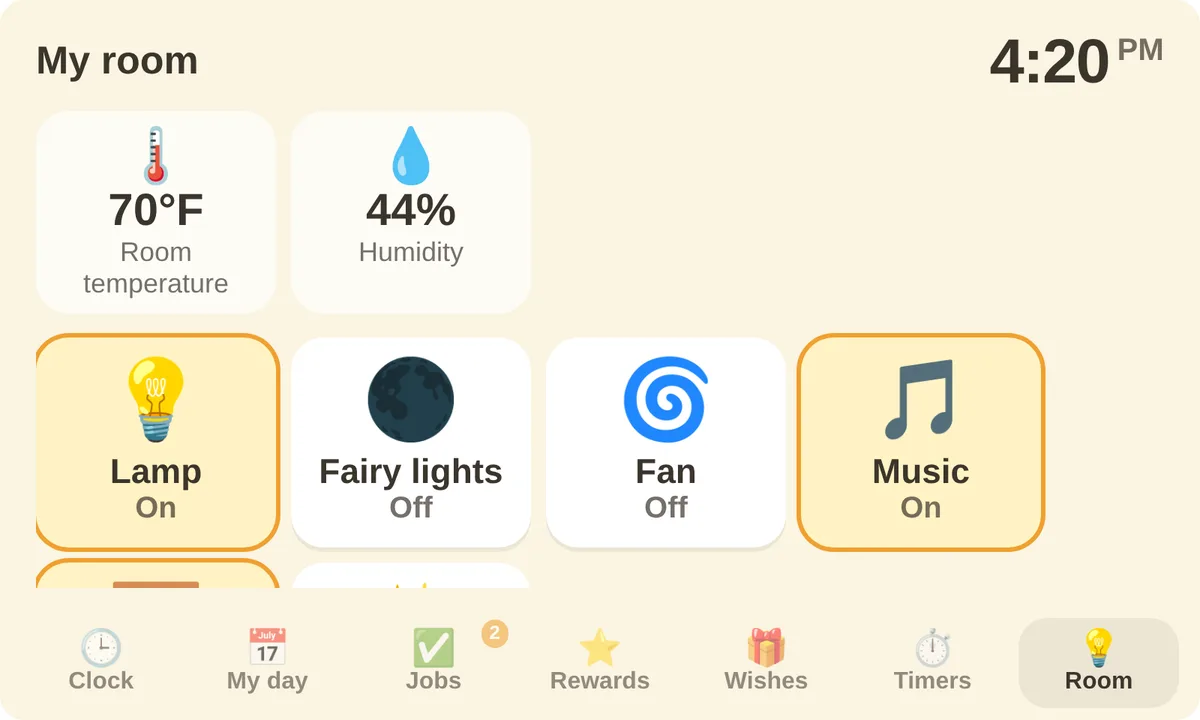 My room
4:20 PM
70°F
Room
temperature
44%
Humidity
Lamp
On
Fairy lights
Off
Fan
Off
Music
On
Clock
July
17
My day
Jobs
2
Rewards
Wishes
Timers
Room